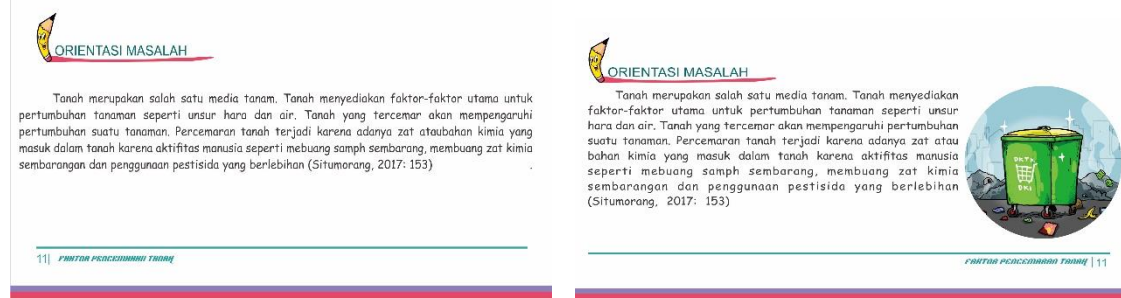 ORIENTASI MASALAH
Tanah merupakan salah satu media tanam. Tanah menyediakan faktor-faktor utama untuk
pertumbuhan tanaman seperti unsur hara dan air. Tanah yang tercemar akan mempengaruhi
pertumbuhan suatu tanaman. Percemaran tanah terjadi karena adanya zat ataubahan kimia yang
masuk dalam tanah karena aktifitas manusia seperti mebuang samph sembarang, membuang zat kimia
sembarangan dan penggunaan pestisida yang berlebihan (Situmorang, 2017: 153) .
11| FAKTOR PENCEMARAN TANAH
ORIENTASI MASALAH
Tanah merupakan salah satu media tanam. Tanah menyediakan
faktor-faktor utama untuk pertumbuhan tanaman seperti unsur
hara dan air. Tanah yang tercemar akan mempengaruhi pertumbuhan
suatu tanaman. Percemaran tanah terjadi karena adanya zat atau
bahan kimia yang masuk dalam tanah karena aktifitas manusia
seperti mebuang samph sembarang, membuang zat kimia
sembarangan dan penggunaan pestisida yang berlebihan
(Situmorang, 2017: 153)
DKTX
DKI
FAKTOR PENCEMARAN TANAH | 11